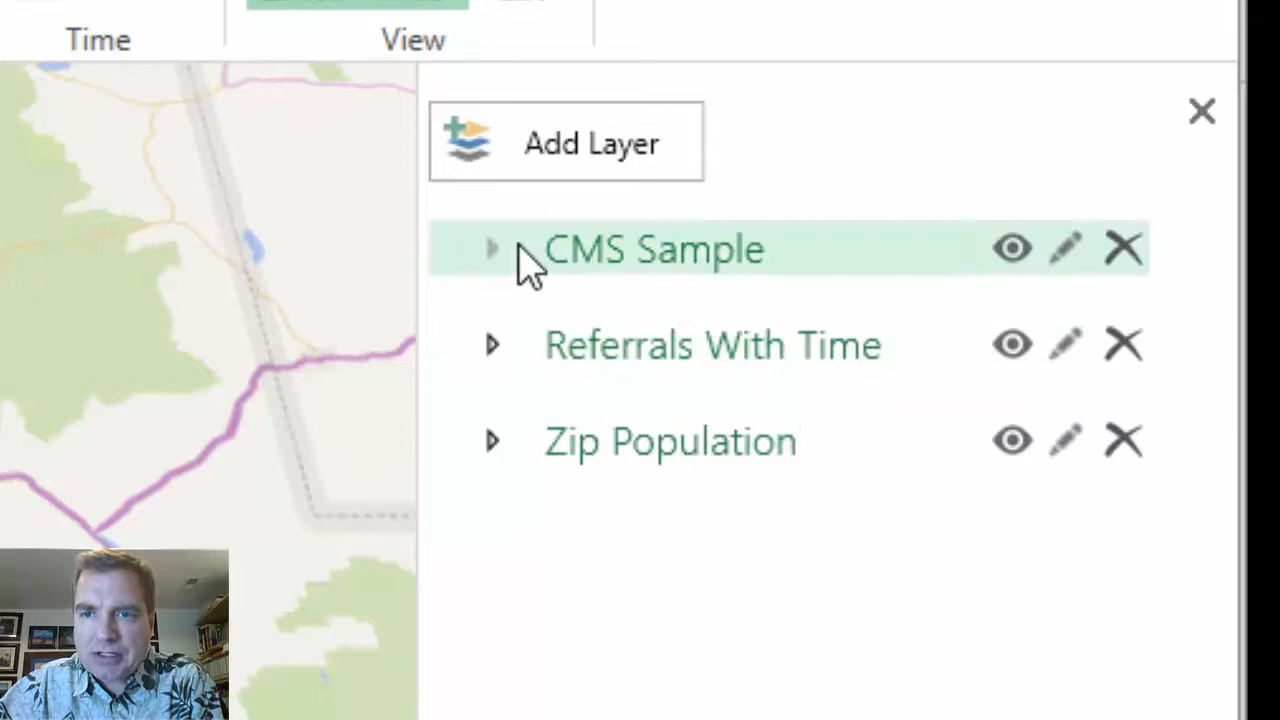 Time
View
Add Layer
CMS Sample
Referrals With Time
Zip Population